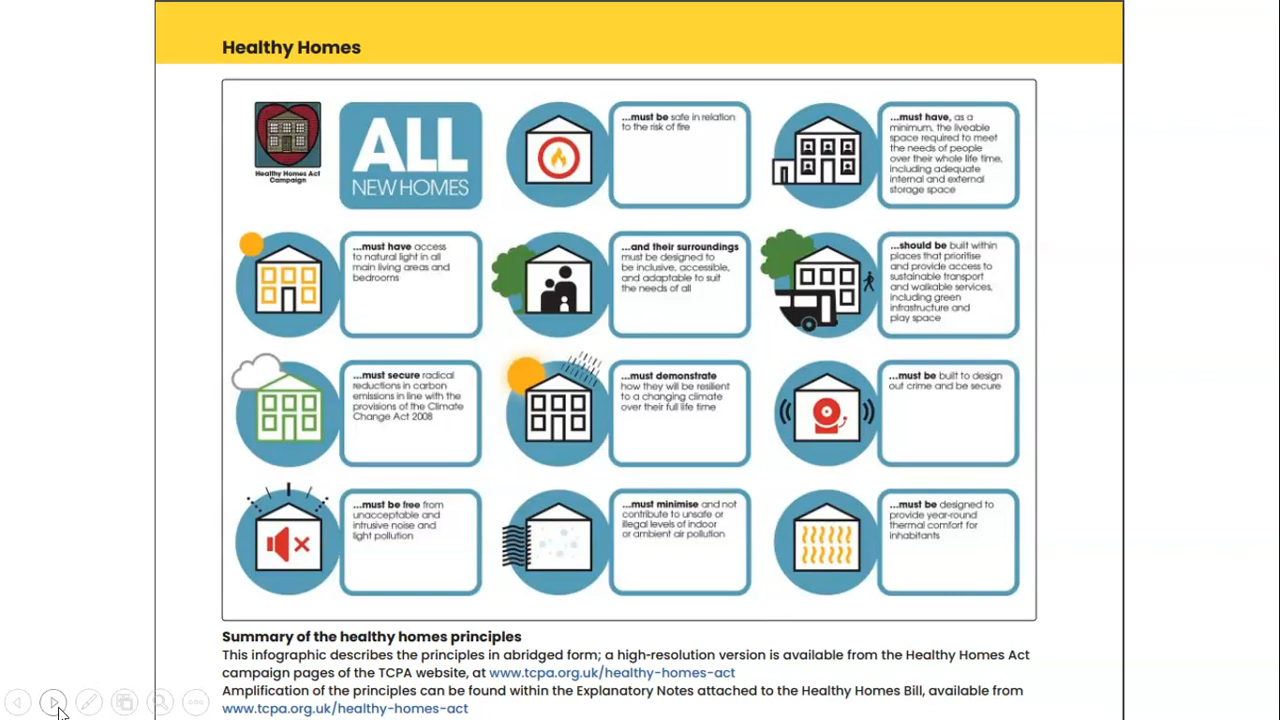 Healthy Homes
Healthy Homes Act
Campaign
ALL
NEW HOMES
...must be safe in relation
to the risk of fire
...must have, as a
minimum, the liveable
space required to meet
the needs of people
over their whole life time,
including adequate
internal and external
storage space
...must have access
to natural light in all
main living areas and
bedrooms
...and their surroundings
must be designed to
be inclusive, accessible,
and adaptable to suit
the needs of all
...should be built within
places that prioritise
and provide access to
sustainable transport
and walkable services,
including green
infrastructure and
play space
...must secure radical
reductions in carbon
emissions in line with the
provisions of the Climate
Change Act 2008
...must demonstrate
how they will be resilient
to a changing climate
over their full life time
...must be built to design
out crime and be secure
...must be free from
unacceptable and
intrusive noise and
light pollution
...must minimise and not
contribute to unsafe or
illegal levels of indoor
or ambient air pollution
...must be designed to
provide year-round
thermal comfort for
inhabitants
Summary of the healthy homes principles
This infographic describes the principles in abridged form; a high-resolution version is available from the Healthy Homes Act
campaign pages of the TCPA website, at www.tcpa.org.uk/healthy-homes-act
Amplification of the principles can be found within the Explanatory Notes attached to the Healthy Homes Bill, available from
www.tcpa.org.uk/healthy-homes-act